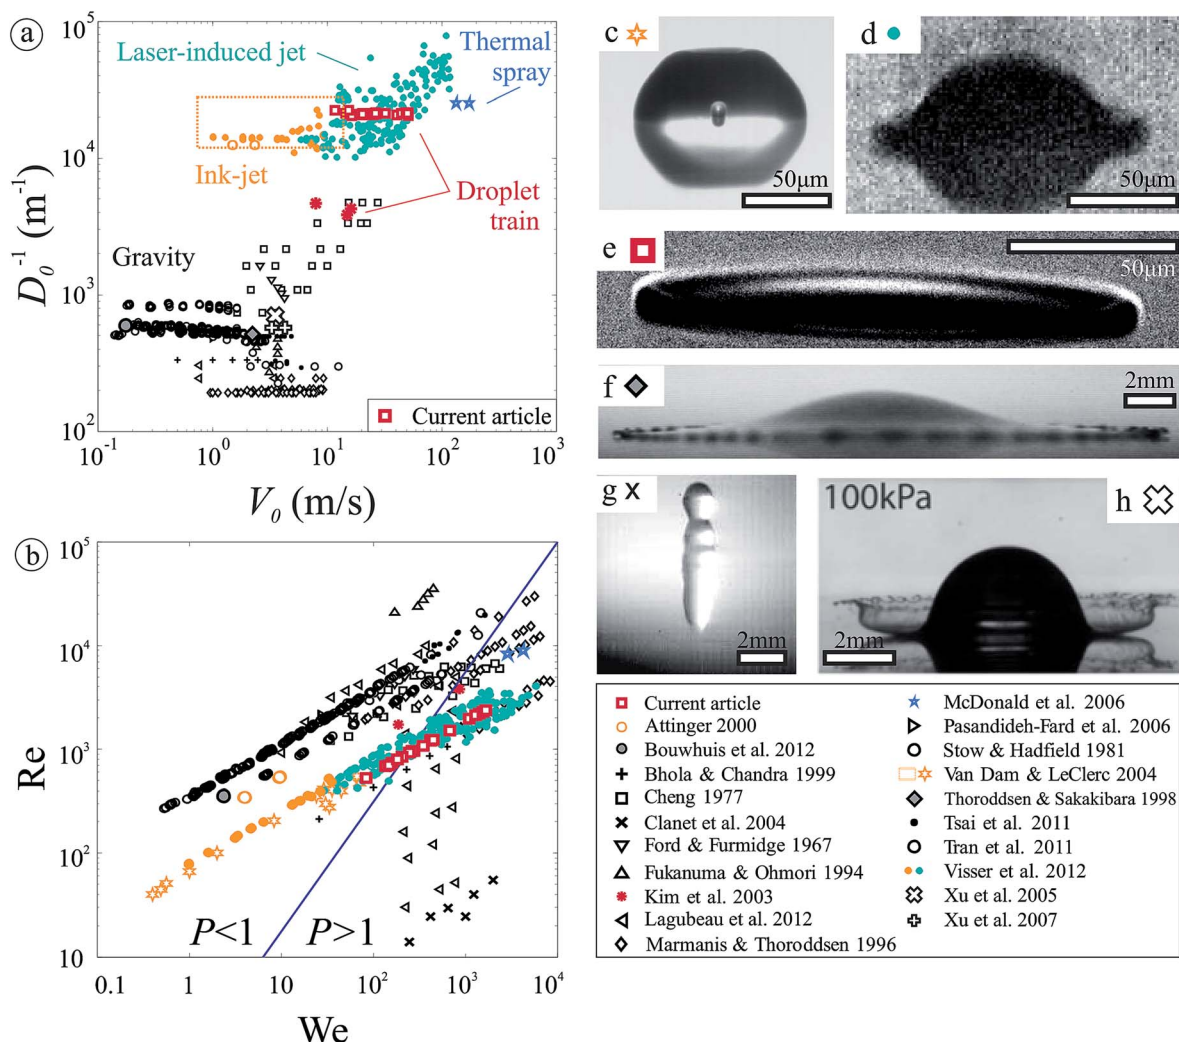 a
10^5
10^4
10^3
10^2
D_0^-1 (m^-1)
Laser-induced jet
Thermal
spray
Ink-jet
Droplet
train
Gravity
Current article
10^-1
10^0
10^1
10^2
10^3
V_0 (m/s)
b
10^5
10^4
10^3
10^2
10
Re
P<1
P>1
0.1
1
10
10^2
10^3
10^4
We
c
50μm
d
50μm
e
50μm
f
2mm
g
2mm
100kPa
h
2mm
Current article
Attinger 2000
Bouwhuis et al. 2012
Bhola & Chandra 1999
Cheng 1977
Clanet et al. 2004
Ford & Furmidge 1967
Fukanuma & Ohmori 1994
Kim et al. 2003
Lagubeau et al. 2012
Marmanis & Thoroddsen 1996
McDonald et al. 2006
Pasandideh-Fard et al. 2006
Stow & Hadfield 1981
Van Dam & LeClerc 2004
Thoroddsen & Sakakibara 1998
Tsai et al. 2011
Tran et al. 2011
Visser et al. 2012
Xu et al. 2005
Xu et al. 2007